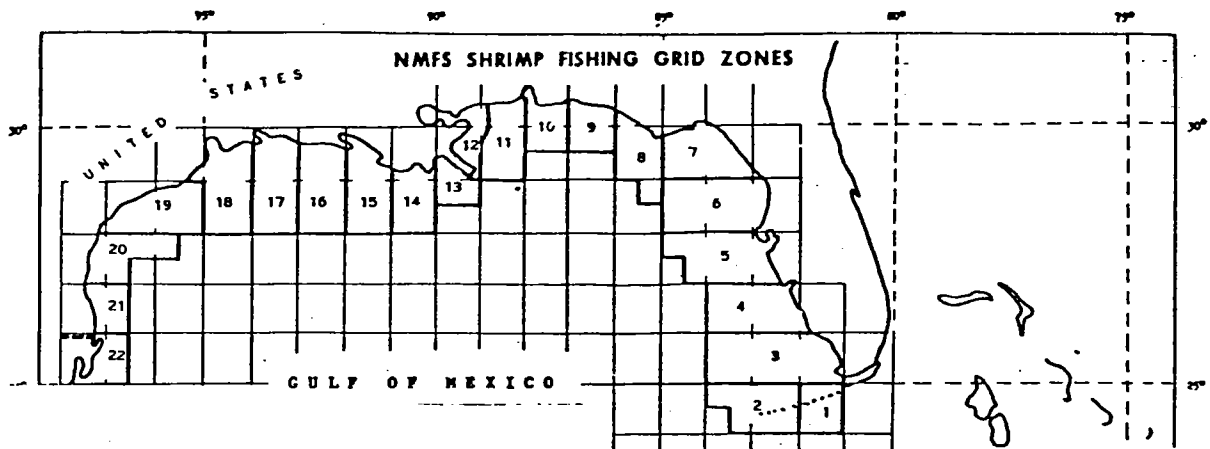 95° 90° 85° 80° 75°
NMFS SHRIMP FISHING GRID ZONES
UNITED STATES
30° 30°
12 11 10 9
8 7
13
19 18 17 16 15 14 6
20 5
21 4
22 3
GULF OF MEXICO
25°
2 1